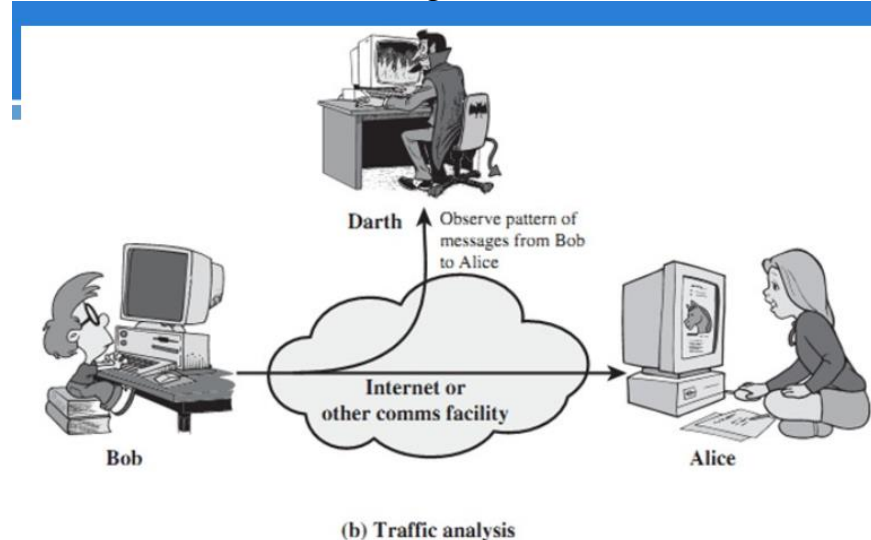 Darth
Observe pattern of
messages from Bob
to Alice
Internet or
other comms facility
Bob
Alice
(b) Traffic analysis